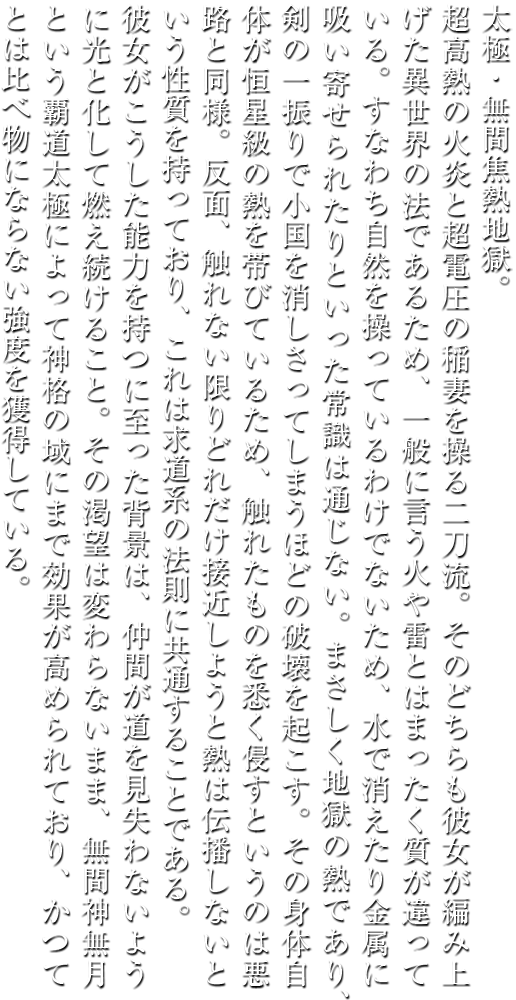 太極・無間焦熱地獄。
超高熱の火炎と超電圧の稲妻を操る二刀流。そのどちらも彼女が編み上
げた異世界の法であるため、一般に言う火や雷とはまったく質が違って
いる。すなわち自然を操っているわけでないため、水で消えたり金属に
吸い寄せられたりといった常識は通じない。まさしく地獄の熱であり、
剣の一振りで小国を消しさってしまうほどの破壊を起こす。その身体自
体が恒星級の熱を帯びているため、触れたものを悉く侵すというのは悪
路と同様。反面、触れない限りどれだけ接近しようと熱は伝播しないと
いう性質を持っており、これは求道系の法則に共通することである。
彼女がこうした能力を持つに至った背景は、仲間が道を見失わないよう
に光と化して燃え続けること。その渇望は変わらないまま、無間神無月
という覇道太極によって神格の域にまで効果が高められており、かつて
とは比べ物にならない強度を獲得している。